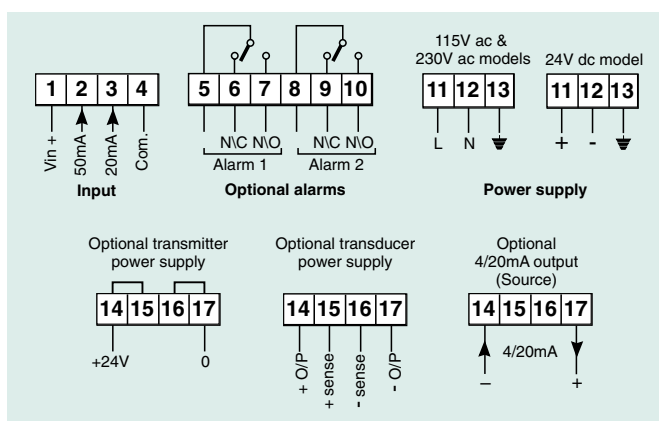 115V ac &
230V ac models
24V dc model
1 2 3 4
5 6 7 8 9 10
11 12 13
11 12 13
Vin +
50mA
20mA
Com.
N\C N\O
N\C N\O
Alarm 1
Alarm 2
L N
+ -
Input
Optional alarms
Power supply
Optional transmitter
power supply
Optional transducer
power supply
Optional
4/20mA output
(Source)
14 15 16 17
14 15 16 17
14 15 16 17
+24V
0
+ O/P
+ sense
- sense
- O/P
4/20mA
– +